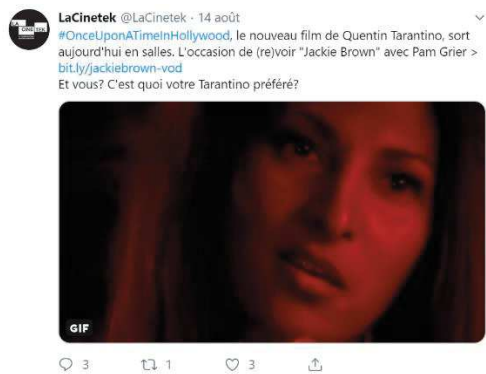 LaCinetek @LaCinetek · 14 août
#OnceUponATimeInHollywood, le nouveau film de Quentin Tarantino, sort
aujourd'hui en salles. L'occasion de (re)voir "Jackie Brown" avec Pam Grier >
bit.ly/jackiebrown-vod
Et vous? C'est quoi votre Tarantino préféré?
GIF
3 1 3